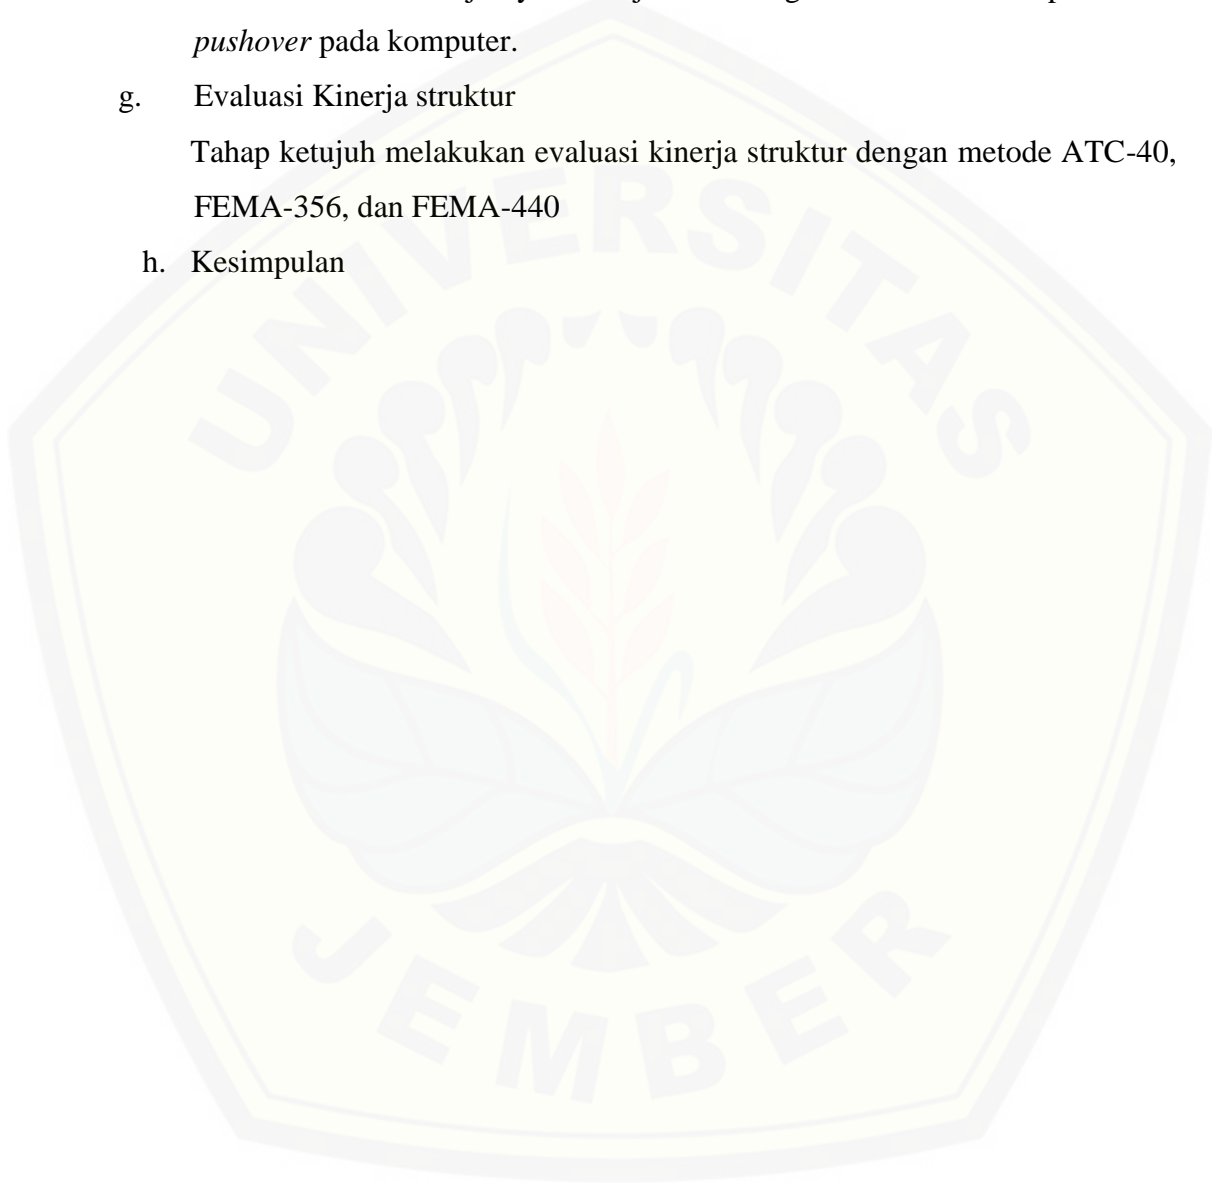 pushover pada komputer.
g. Evaluasi Kinerja struktur
Tahap ketujuh melakukan evaluasi kinerja struktur dengan metode ATC-40,
FEMA-356, dan FEMA-440
h. Kesimpulan
UNIVERSITAS
JEMBER